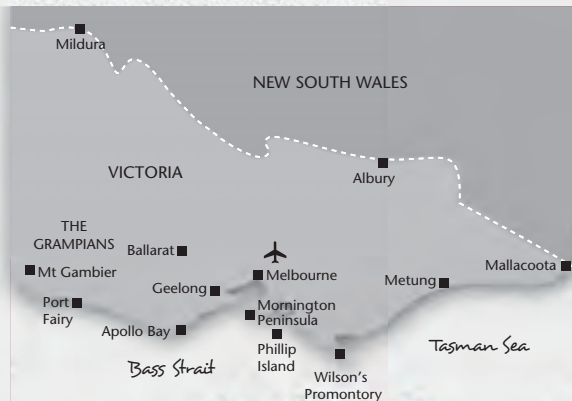 Mildura
NEW SOUTH WALES
VICTORIA
Albury
THE
GRAMPIANS
Ballarat
Mt Gambier
Melbourne
Mallacoota
Metung
Geelong
Port
Fairy
Mornington
Peninsula
Apollo Bay
Phillip
Island
Tasman Sea
Bass Strait
Wilson's
Promontory